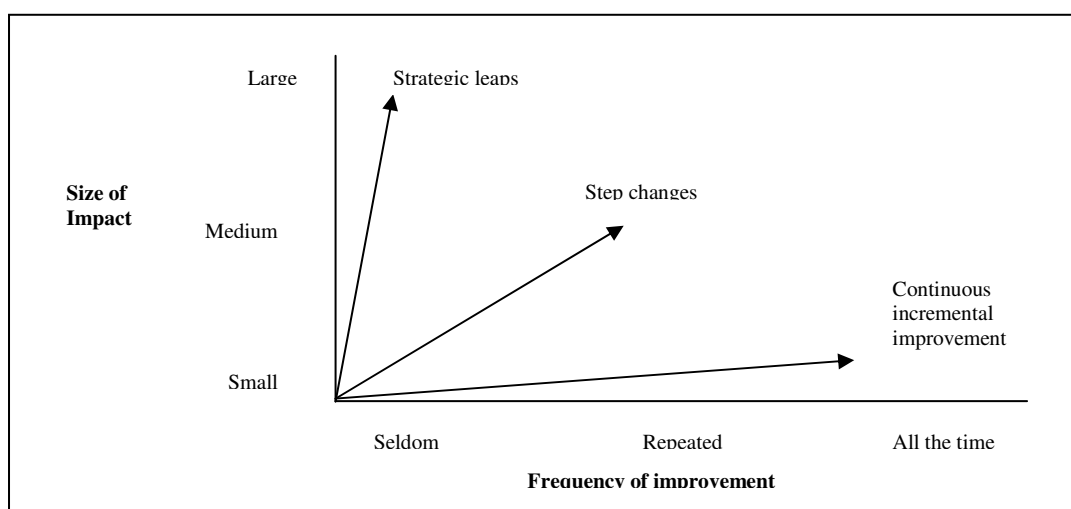 Large
Strategic leaps
Size of
Impact
Step changes
Medium
Continuous
incremental
improvement
Small
Seldom
Repeated
All the time
Frequency of improvement